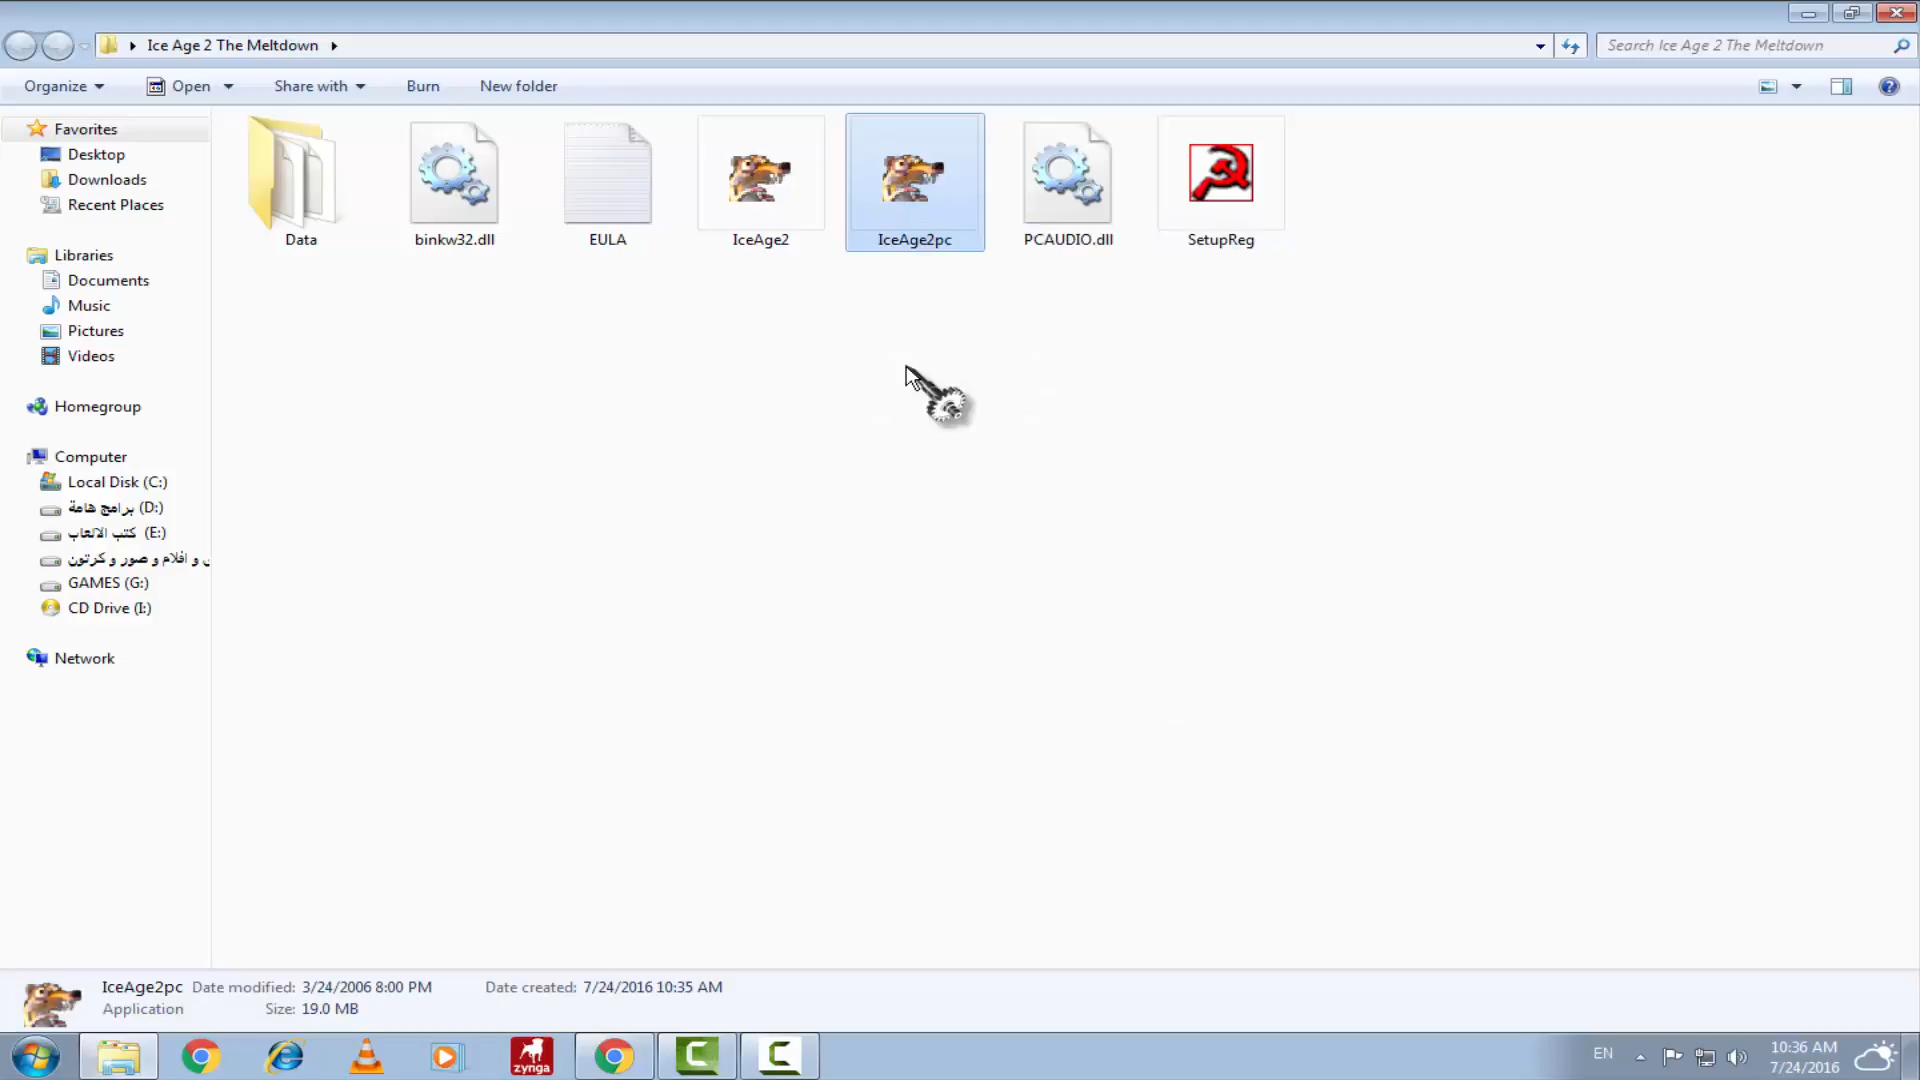 Ice Age 2 The Meltdown
Search Ice Age 2 The Meltdown
Organize Open Share with Burn New folder
Favorites
Desktop
Downloads
Recent Places
Libraries
Documents
Music
Pictures
Videos
Homegroup
Computer
Local Disk (C:)
برامج هامة (D:)
كتب الالعاب (E:)
و افلام و صور و كرتون
GAMES (G:)
CD Drive (I:)
Network
Data
binkw32.dll
EULA
IceAge2
IceAge2pc
PCAUDIO.dll
SetupReg
IceAge2pc Date modified: 3/24/2006 8:00 PM Date created: 7/24/2016 10:35 AM
Application Size: 19.0 MB
zynga
EN
10:36 AM
7/24/2016